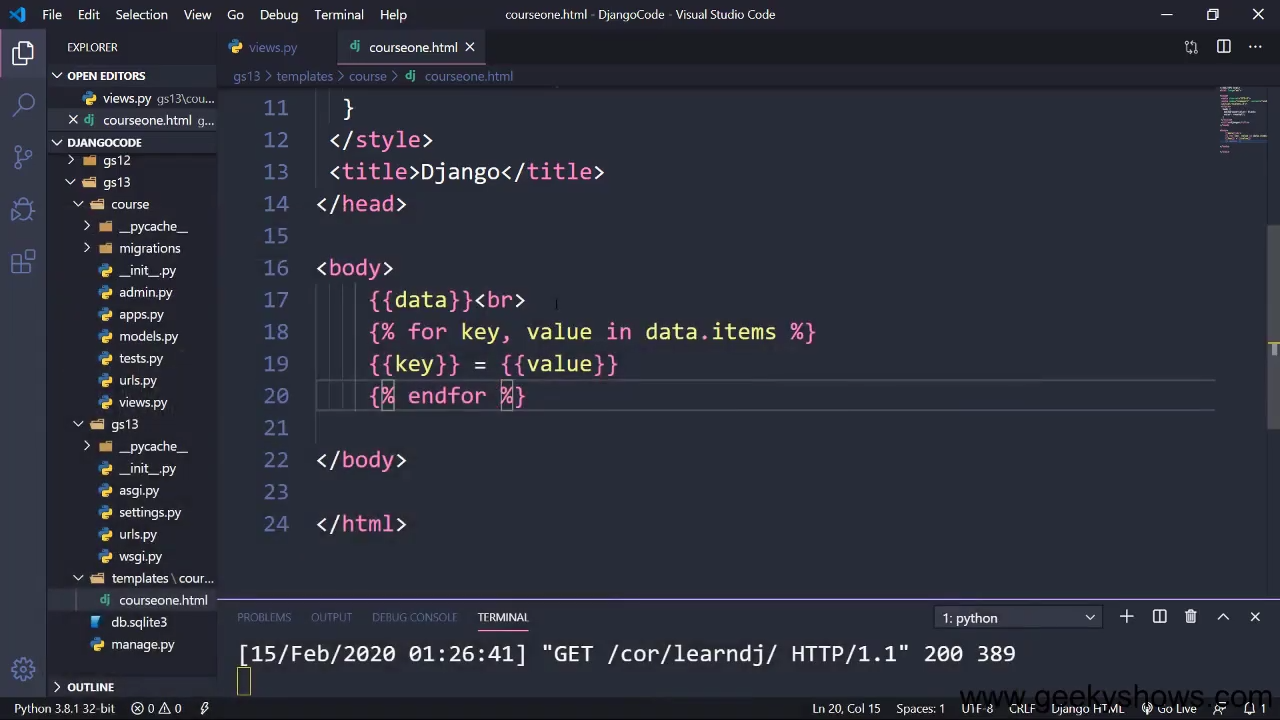 File Edit Selection View Go Debug Terminal Help courseone.html - DjangoCode - Visual Studio Code
EXPLORER
OPEN EDITORS
views.py gs13\cou...
courseone.html g...
DJANGOCODE
gs12
gs13
course
__pycache__
migrations
__init__.py
admin.py
apps.py
models.py
tests.py
urls.py
views.py
gs13
__pycache__
__init__.py
asgi.py
settings.py
urls.py
wsgi.py
templates \ cour...
courseone.html
db.sqlite3
manage.py
OUTLINE
views.py courseone.html
gs13 > templates > course > courseone.html
11 }
12 </style>
13 <title>Django</title>
14 </head>
15
16 <body>
17 {{data}}<br>
18 {% for key, value in data.items %}
19 {{key}} = {{value}}
20 {% endfor %}
21
22 </body>
23
24 </html>
PROBLEMS OUTPUT DEBUG CONSOLE TERMINAL 1: python
[15/Feb/2020 01:26:41] "GET /cor/learndj/ HTTP/1.1" 200 389
www.geekyshows.com
Python 3.8.1 32-bit 0 0 Ln 20, Col 15 Spaces: 1 UTF-8 CRLF Django HTML Go Live 1